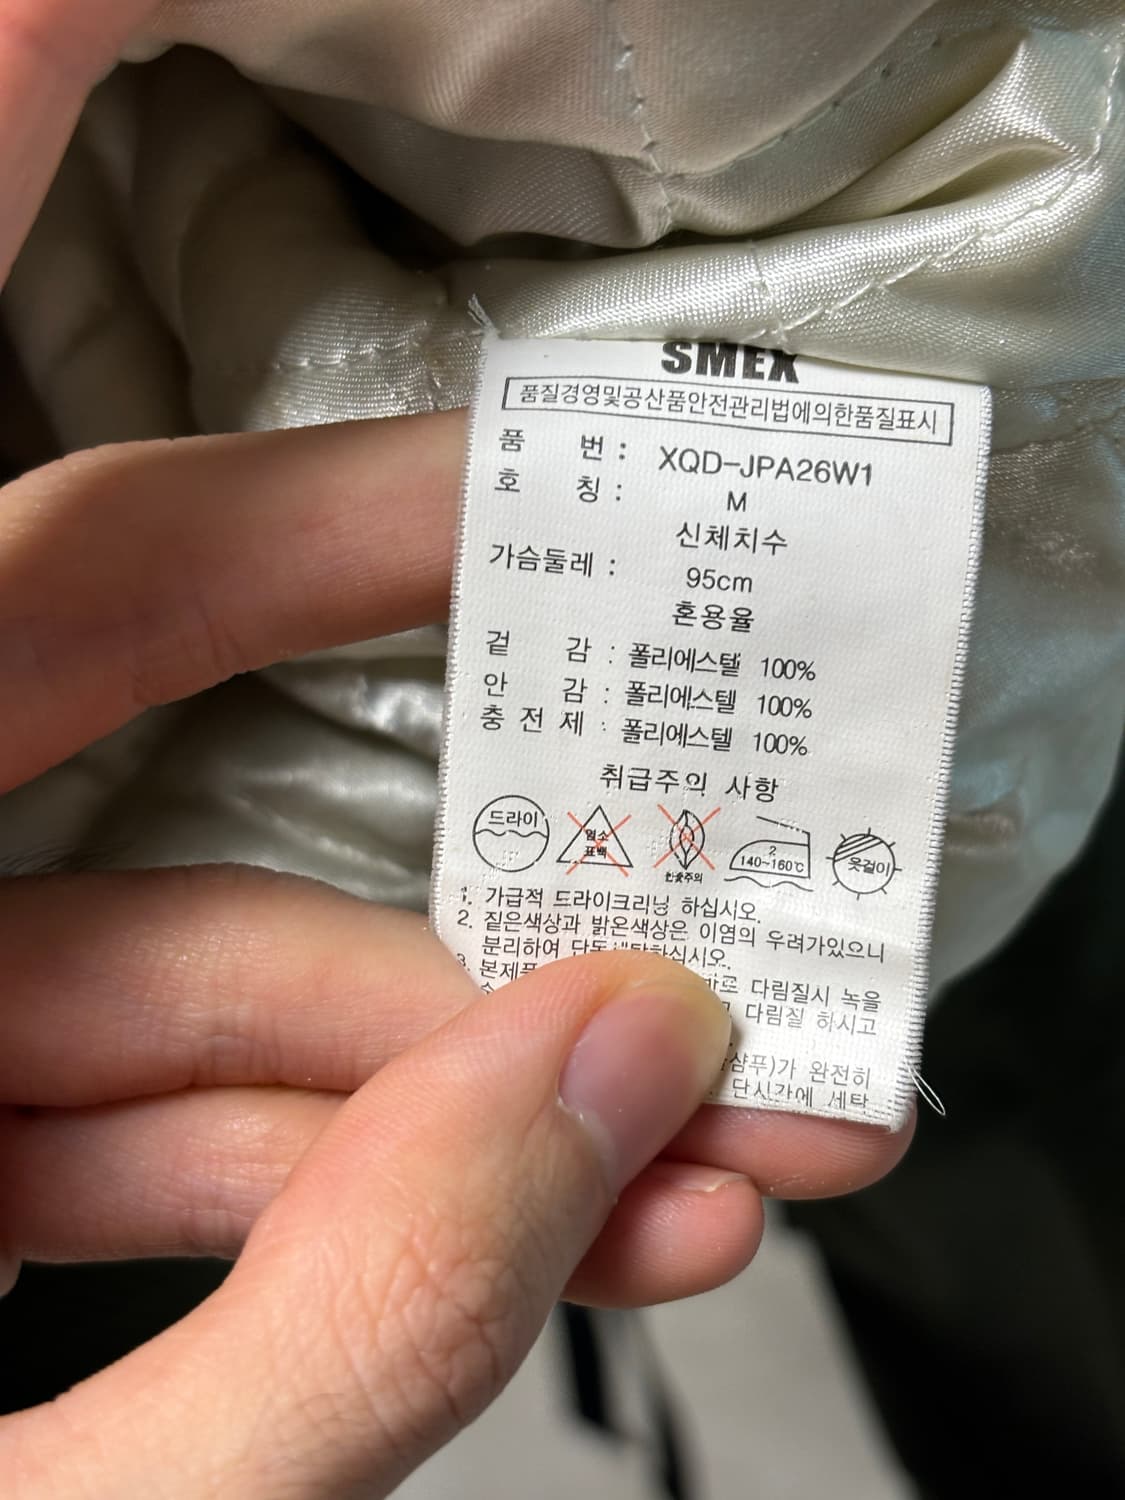 SMEX
품질경영및공산품안전관리법에의한품질표시
품 번 : XQD-JPA26W1
호 칭 : M
신체치수
가슴둘레 : 95cm
혼용율
겉 감 : 폴리에스텔 100%
안 감 : 폴리에스텔 100%
충 전 제 : 폴리에스텔 100%
취급주의 사항
드라이
염소
표백
2
140~160℃
옷걸이
1. 가급적 드라이크리닝 하십시오.
2. 짙은색상과 밝은색상은 이염의 우려가있으니
분리하여 단독
3. 다림질시 녹을
다림질 하시고
완전히
단시간에 세탁